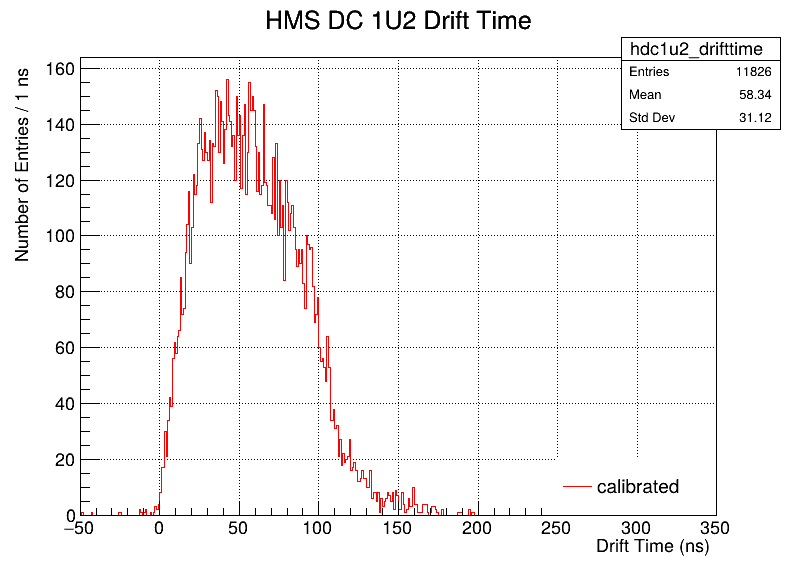 HMS DC 1U2 Drift Time
hdc1u2_drifttime
Entries 11826
Mean 58.34
Std Dev 31.12
Number of Entries / 1 ns
160
140
120
100
80
60
40
20
0
−50 0 50 100 150 200 250 300 350
Drift Time (ns)
calibrated